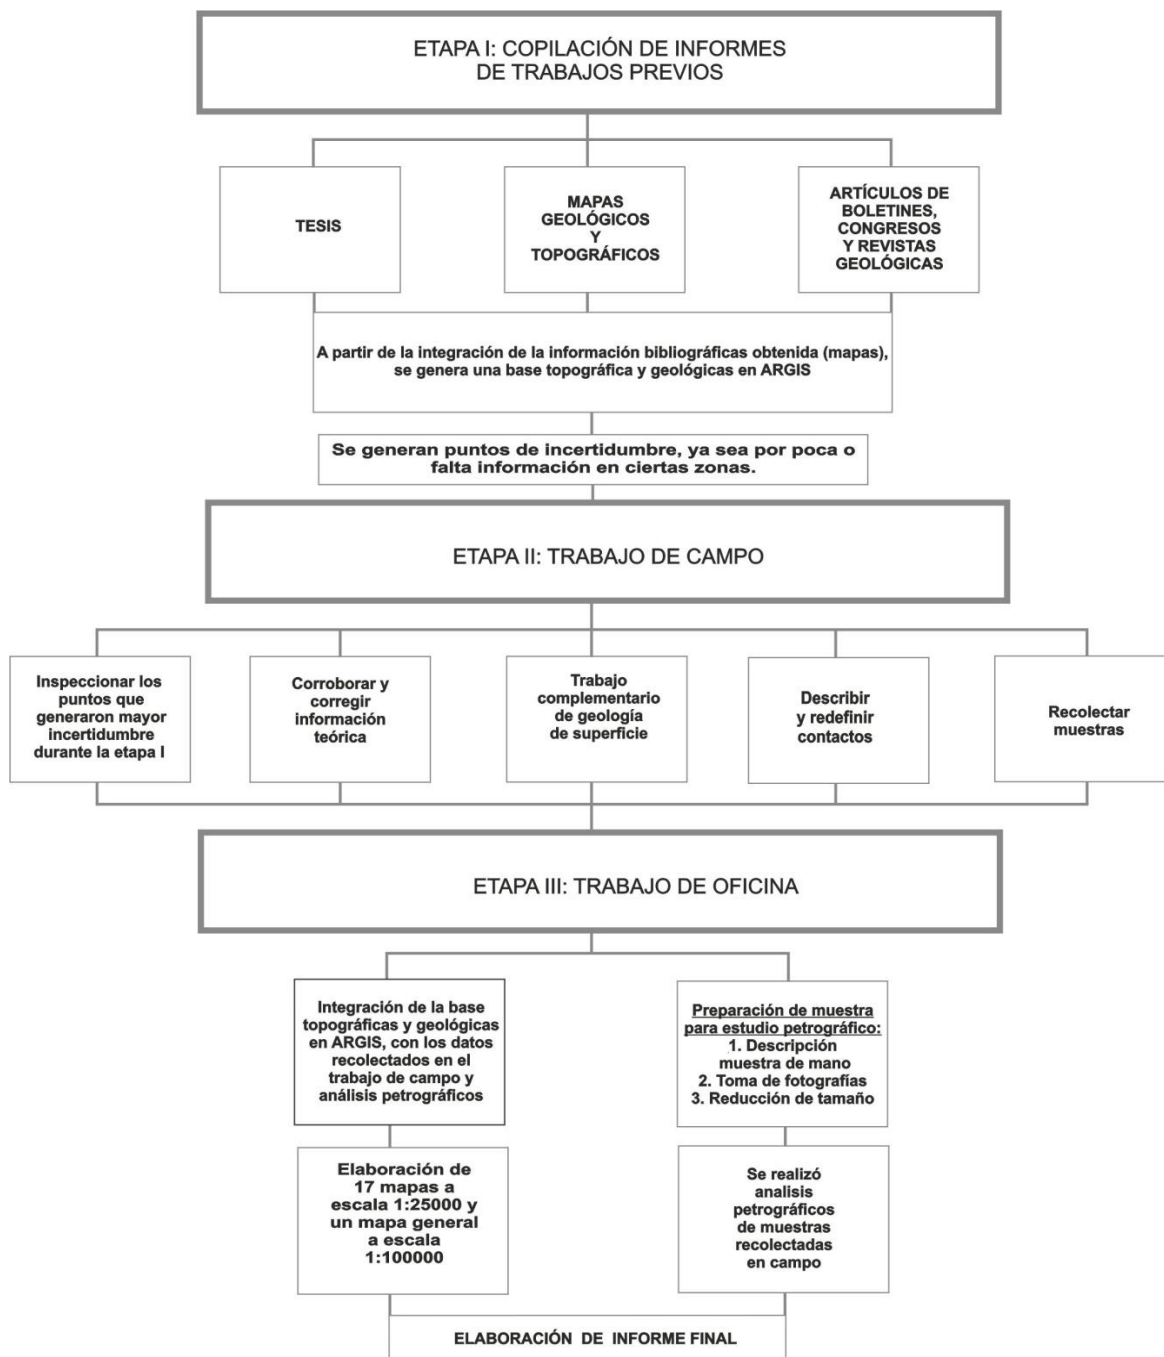 ETAPA I: COPILACIÓN DE INFORMES
DE TRABAJOS PREVIOS
TESIS
MAPAS
GEOLÓGICOS
Y
TOPOGRÁFICOS
ARTÍCULOS DE
BOLETINES,
CONGRESOS
Y REVISTAS
GEOLÓGICAS
A partir de la integración de la información bibliográficas obtenida (mapas),
se genera una base topográfica y geológicas en ARGIS
Se generan puntos de incertidumbre, ya sea por poca o
falta información en ciertas zonas.
ETAPA II: TRABAJO DE CAMPO
Inspeccionar los
puntos que
generaron mayor
incertidumbre
durante la etapa I
Corroborar y
corregir
información
teórica
Trabajo
complementario
de geología
de superficie
Describir
y redefinir
contactos
Recolectar
muestras
ETAPA III: TRABAJO DE OFICINA
Integración de la base
topográficas y geológicas
en ARGIS, con los datos
recolectados en el
trabajo de campo y
análisis petrográficos
Preparación de muestra
para estudio petrográfico:
1. Descripción
muestra de mano
2. Toma de fotografías
3. Reducción de tamaño
Elaboración de
17 mapas a
escala 1:25000 y
un mapa general
a escala
1:100000
Se realizó
analisis
petrográficos
de muestras
recolectadas
en campo
ELABORACIÓN DE INFORME FINAL